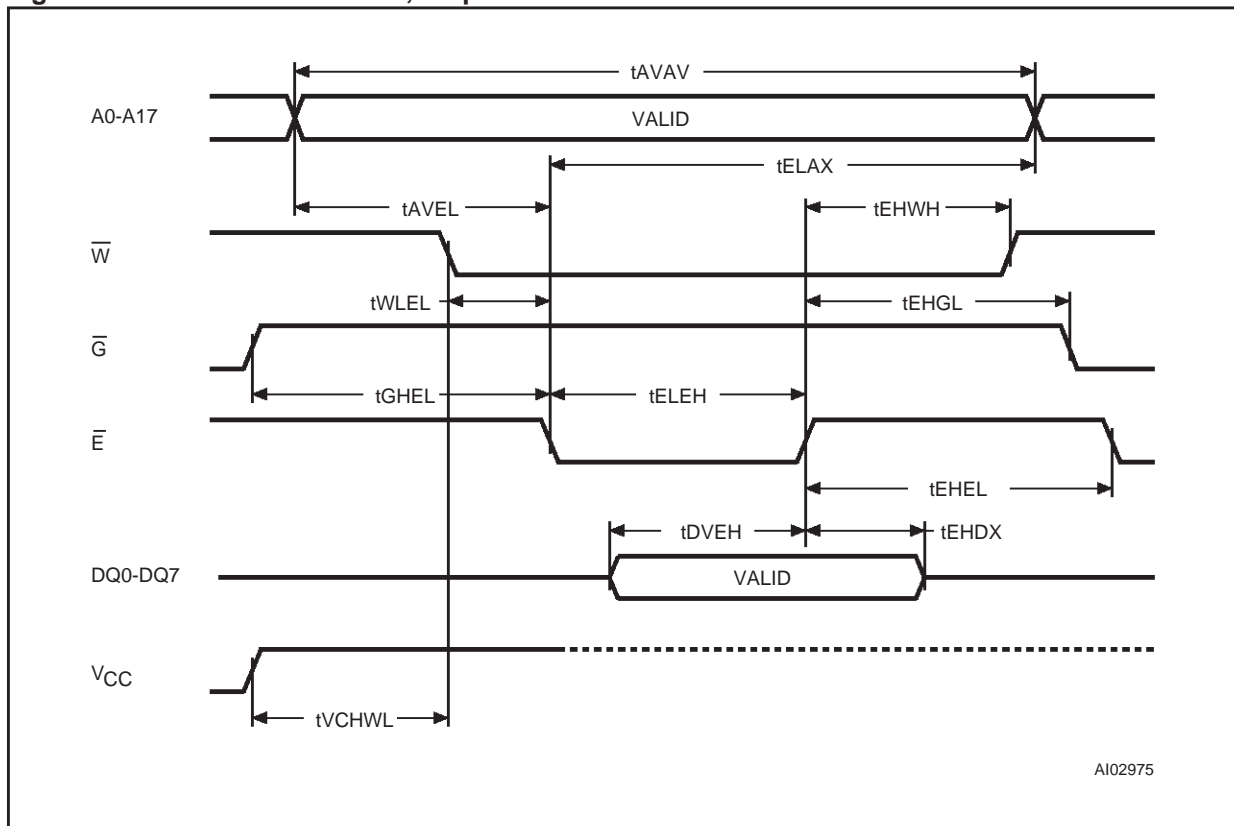 tAVAV
A0-A17
VALID
tELAX
tAVEL
tEHWH
W
tWLEL
tEHGL
G
tGHEL
tELEH
E
tEHEL
tDVEH
tEHDX
DQ0-DQ7
VALID
VCC
tVCHWL
AI02975